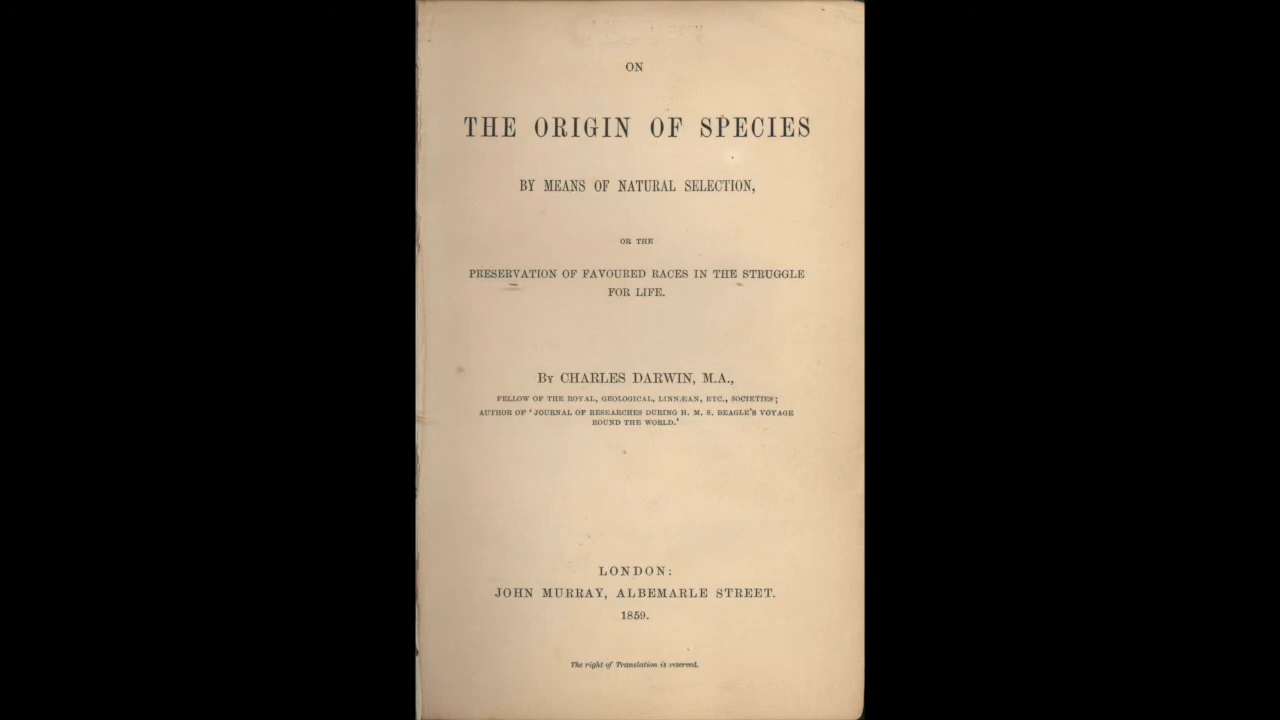 ON
THE ORIGIN OF SPECIES
BY MEANS OF NATURAL SELECTION,
OR THE
PRESERVATION OF FAVOURED RACES IN THE STRUGGLE
FOR LIFE.
By CHARLES DARWIN, M.A.,
FELLOW OF THE ROYAL, GEOLOGICAL, LINNÆAN, ETC., SOCIETIES;
AUTHOR OF ‘JOURNAL OF RESEARCHES DURING H. M. S. BEAGLE'S VOYAGE
ROUND THE WORLD.’
LONDON:
JOHN MURRAY, ALBEMARLE STREET.
1859.
The right of Translation is reserved.